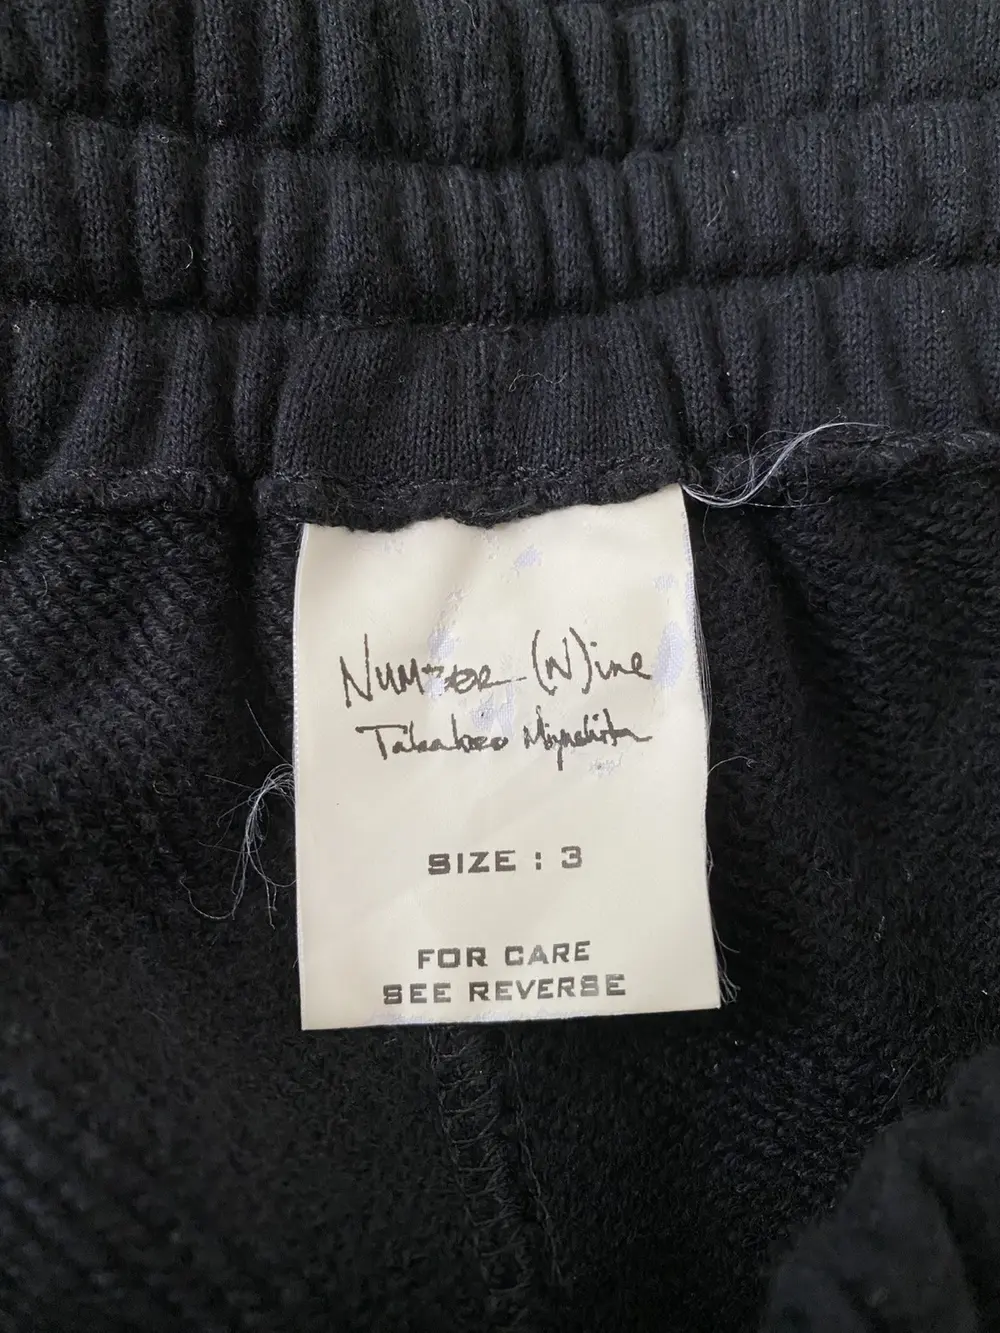 NUMBER (N)ine
Takahiro Miyashita
SIZE : 3
FOR CARE
SEE REVERSE